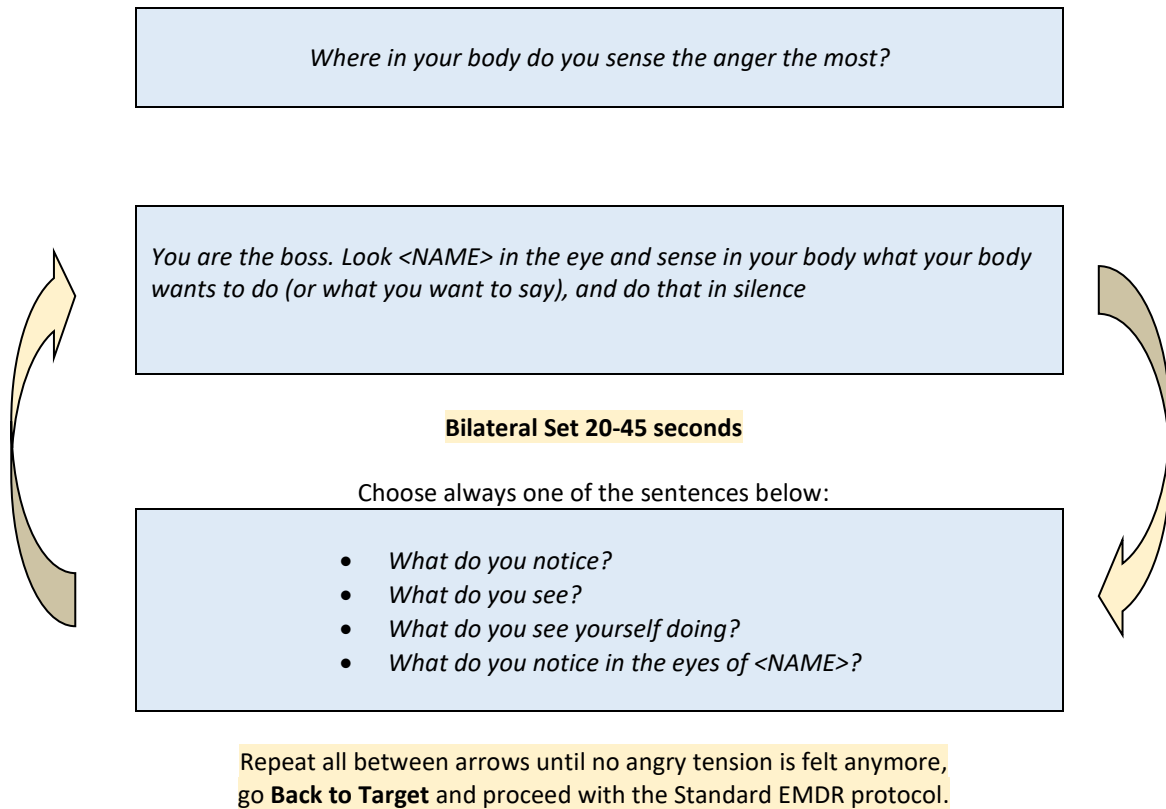 Where in your body do you sense the anger the most?
You are the boss. Look <NAME> in the eye and sense in your body what your body
wants to do (or what you want to say), and do that in silence
Bilateral Set 20-45 seconds
Choose always one of the sentences below:
• What do you notice?
• What do you see?
• What do you see yourself doing?
• What do you notice in the eyes of <NAME>?
Repeat all between arrows until no angry tension is felt anymore,
go Back to Target and proceed with the Standard EMDR protocol.